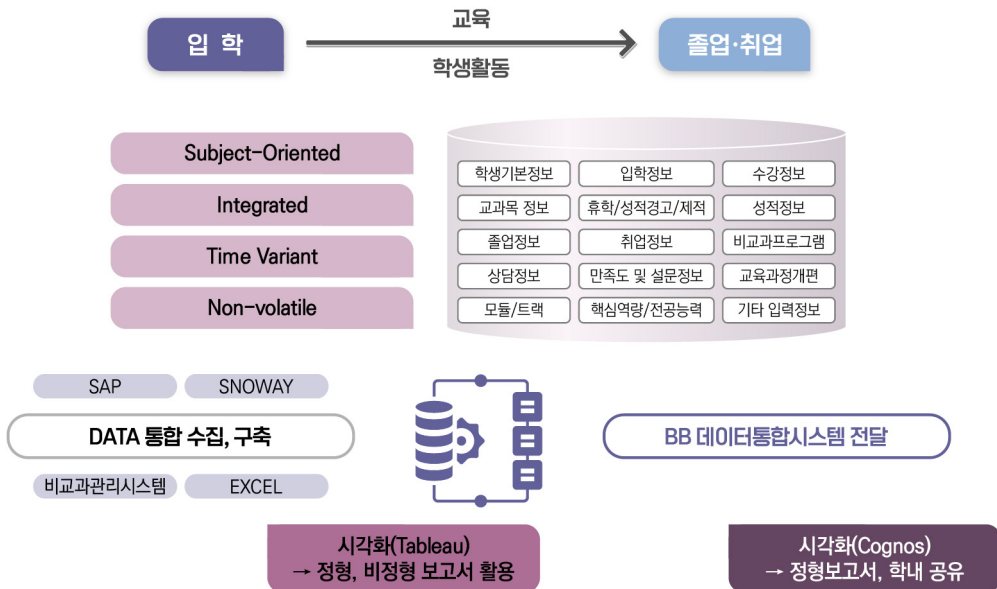 입 학
교육
학생활동
졸업·취업
Subject-Oriented
Integrated
Time Variant
Non-volatile
학생기본정보
입학정보
수강정보
교과목 정보
휴학/성적경고/제적
성적정보
졸업정보
취업정보
비교과프로그램
상담정보
만족도 및 설문정보
교육과정개편
모듈/트랙
핵심역량/전공능력
기타 입력정보
SAP
SNOWAY
DATA 통합 수집, 구축
비교과관리시스템
EXCEL
BB 데이터통합시스템 전달
시각화(Tableau)
→ 정형, 비정형 보고서 활용
시각화(Cognos)
→ 정형보고서, 학내 공유